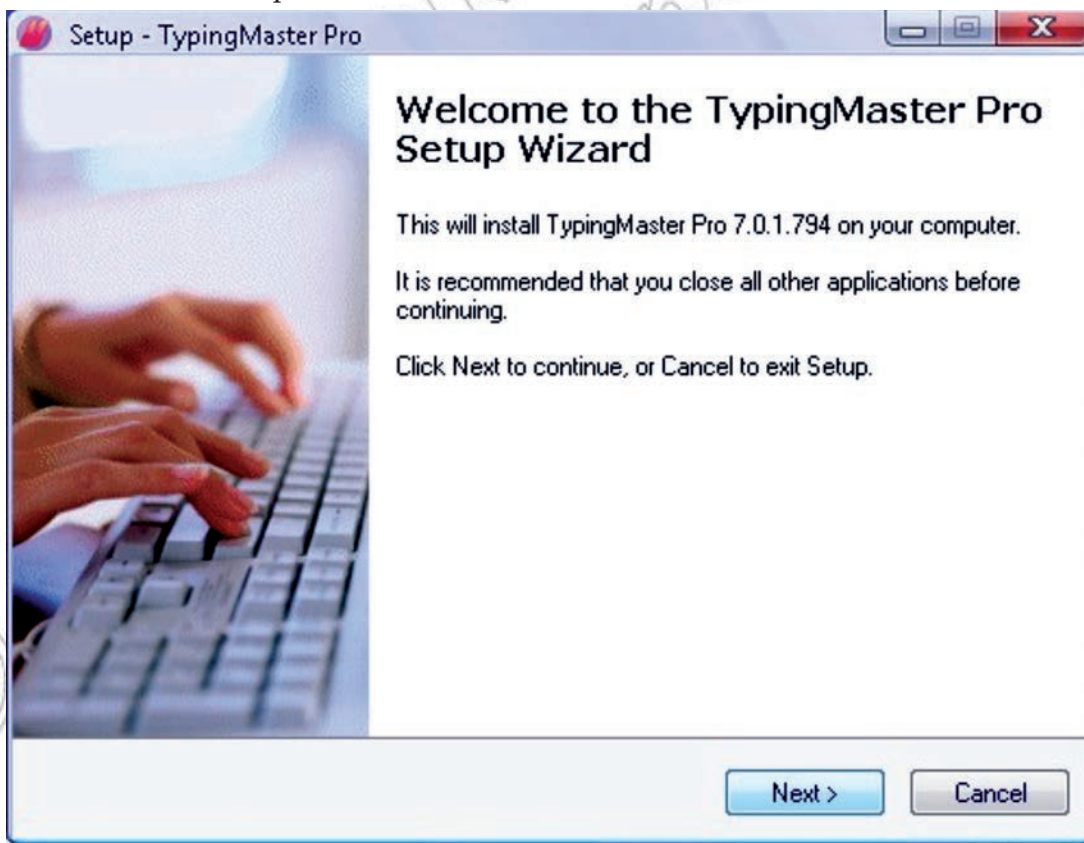 Setup - TypingMaster Pro
Welcome to the TypingMaster Pro
Setup Wizard
This will install TypingMaster Pro 7.0.1.794 on your computer.
It is recommended that you close all other applications before
continuing.
Click Next to continue, or Cancel to exit Setup.
Next >
Cancel